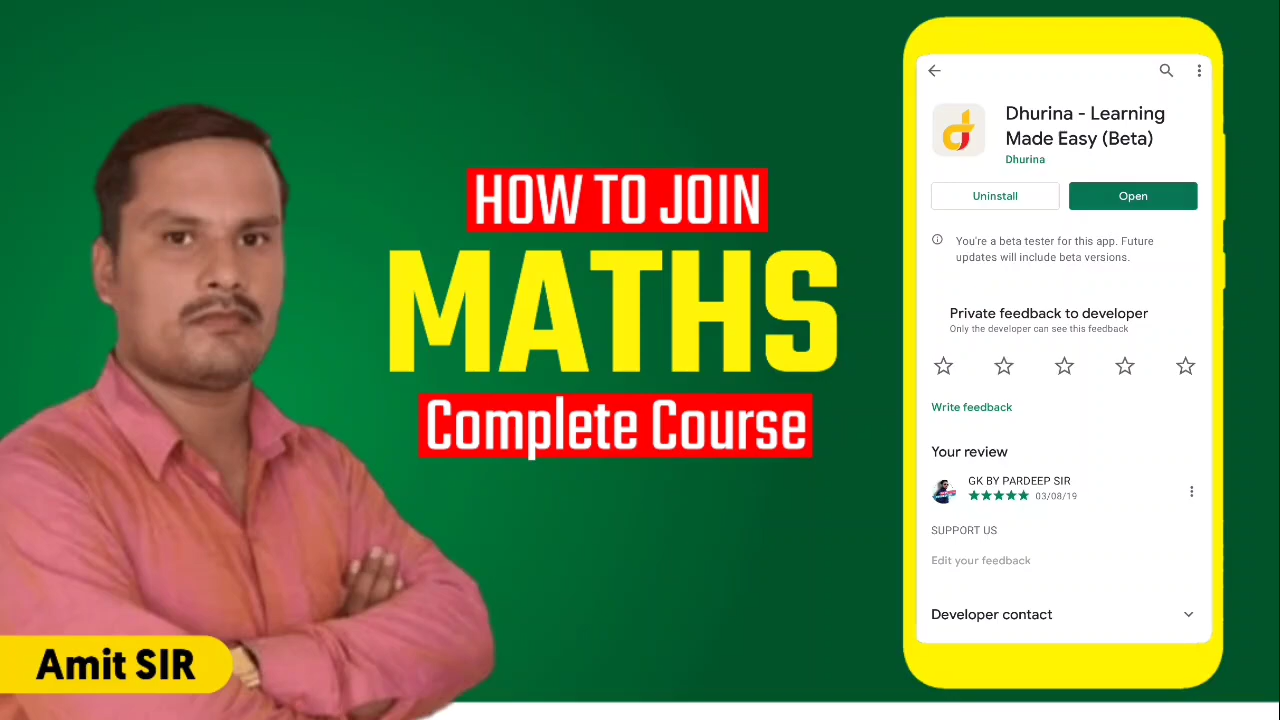 HOW TO JOIN
MATHS
Complete Course
Amit SIR
Dhurina - Learning
Made Easy (Beta)
Dhurina
Uninstall
Open
You're a beta tester for this app. Future
updates will include beta versions.
Private feedback to developer
Only the developer can see this feedback
Write feedback
Your review
GK BY PARDEEP SIR
03/08/19
SUPPORT US
Edit your feedback
Developer contact